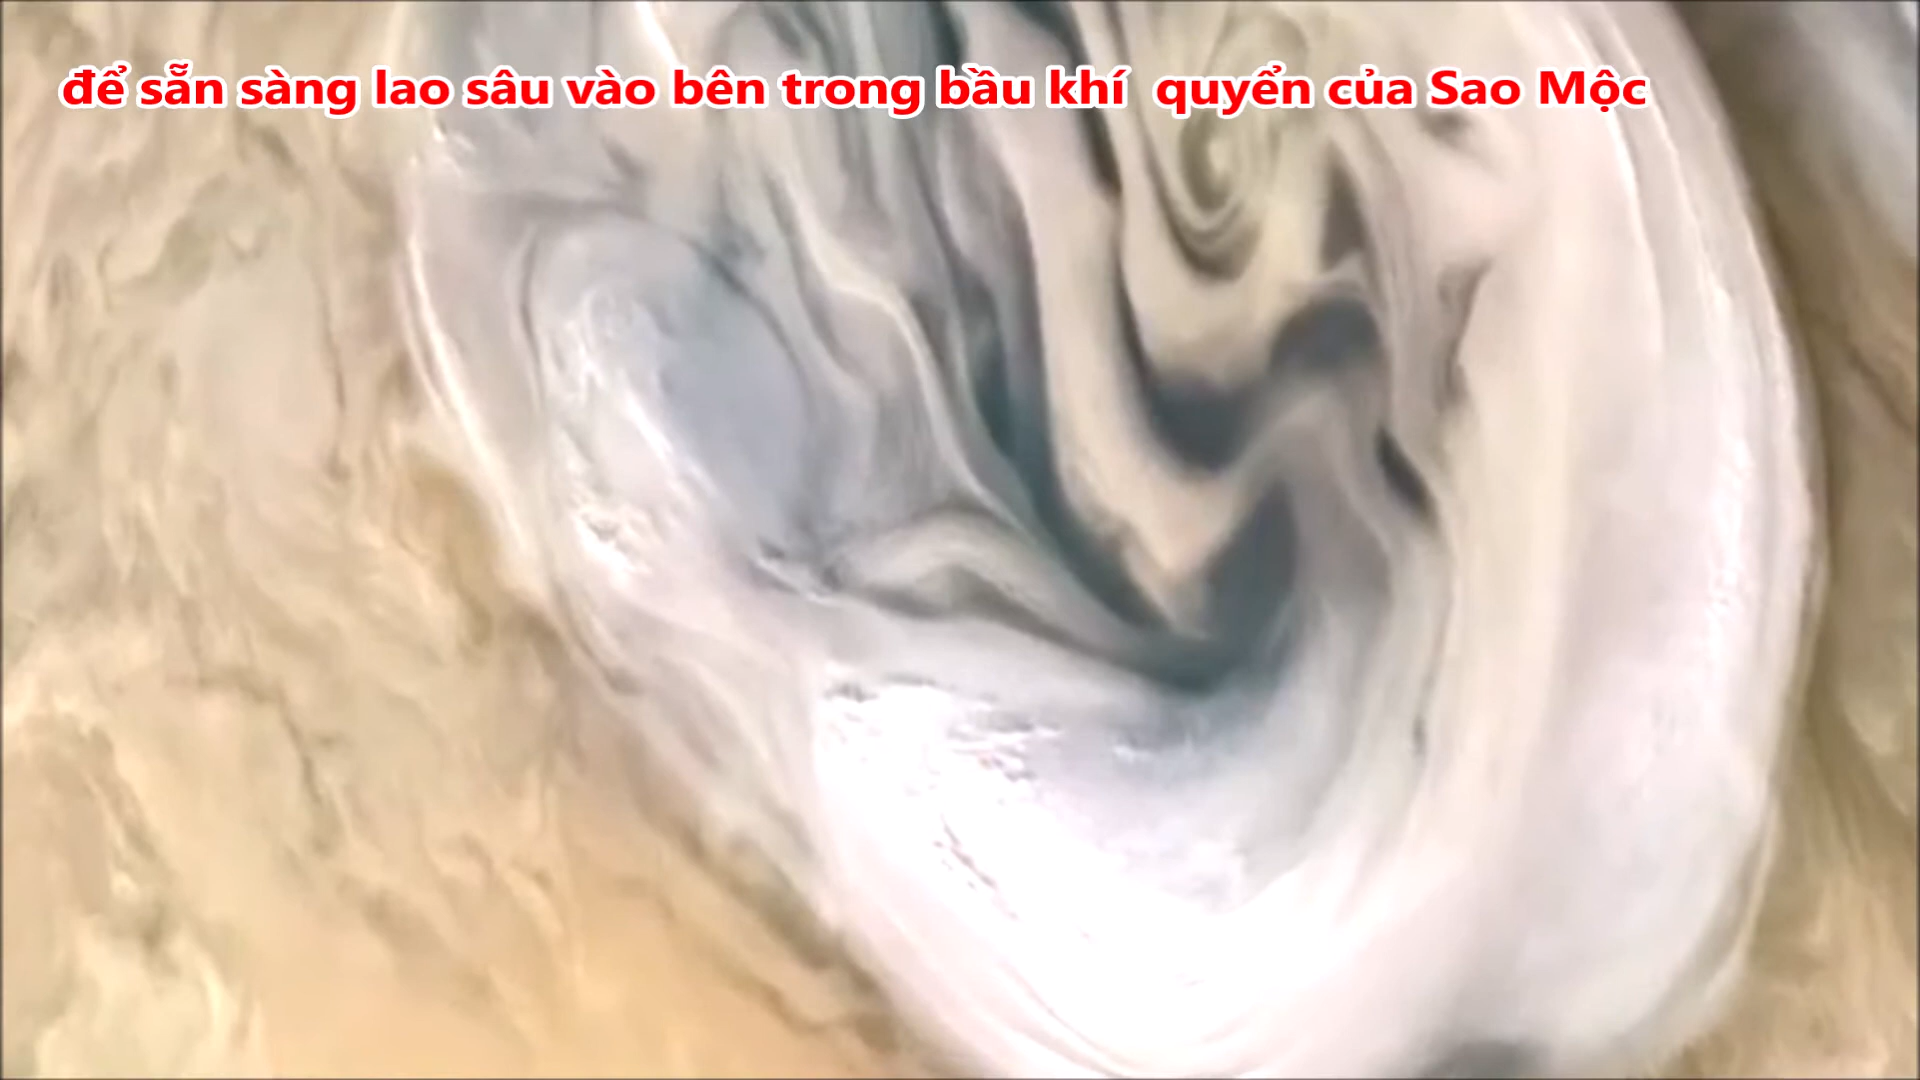 để sẵn sàng lao sâu vào bên trong bầu khí  quyển của Sao Mộc